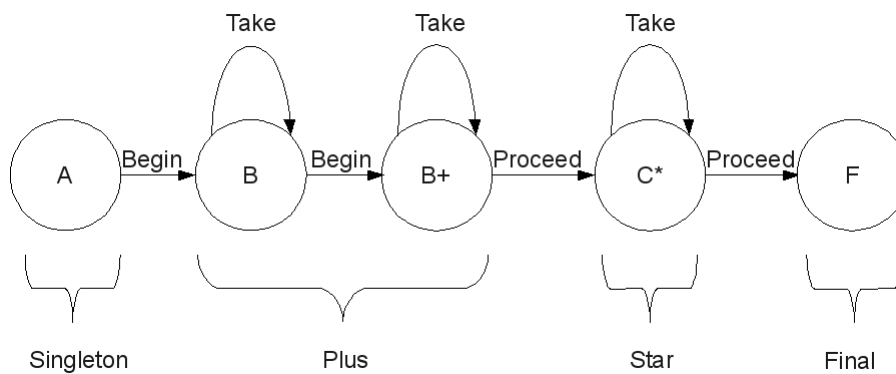 Take Take Take
A Begin B Begin B+ Proceed C* Proceed F
Singleton Plus Star Final